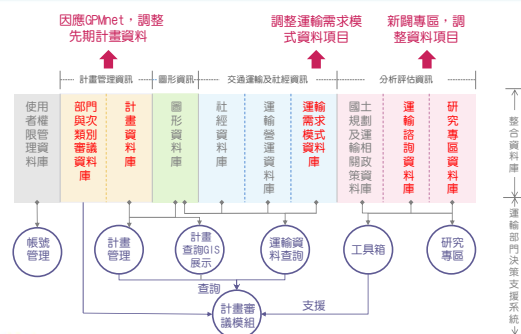 因應GPMnet，調整
先期計畫資料
調整運輸需求模
式資料項目
新闢專區，調
整資料項目
計畫管理資訊
圖形資訊
交通運輸及社經資訊
分析評估資訊
使用者權限管理資料庫
部門與次類別審議資料庫
計畫資料庫
圖形資料庫
社經資料庫
運輸營運資料庫
運輸需求模式資料庫
國土規劃及運輸相關政策資料庫
運輸諮詢資料庫
研究專區資料庫
整合資料庫
運輸部門決策支援系統
帳號
管理
計畫
管理
計畫
查詢GIS
展示
運輸資
料查詢
工具箱
研究
專區
查詢
支援
計畫審
議模組